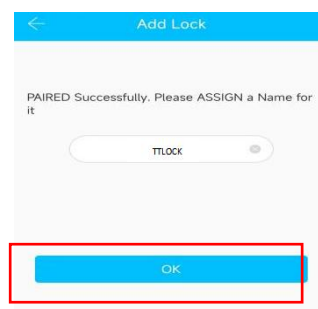 Add Lock
PAIRED Successfully. Please ASSIGN a Name for
it
TTLOCK
OK